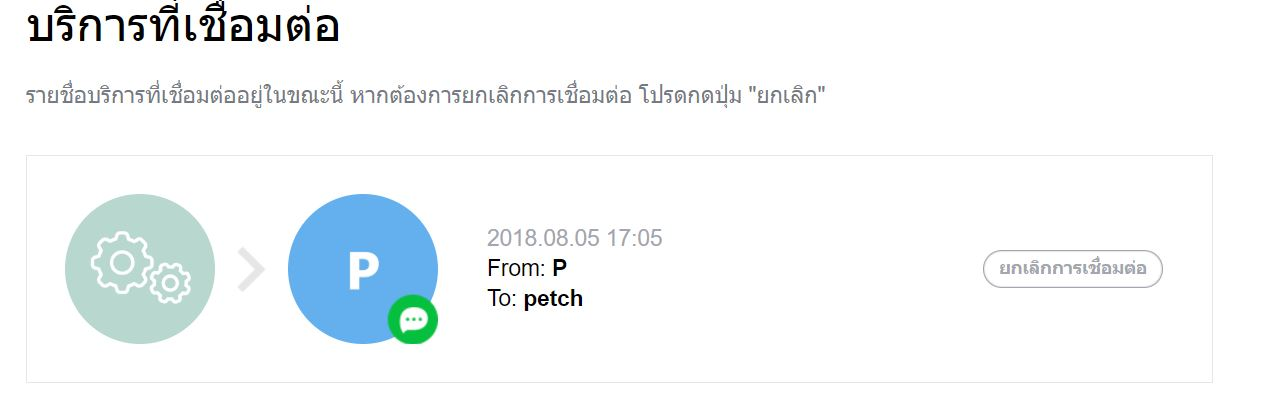 บริการที่เชื่อมต่อ
รายชื่อบริการที่เชื่อมต่ออยู่ในขณะนี้ หากต้องการยกเลิกการเชื่อมต่อ โปรดกดปุ่ม "ยกเลิก"
P
2018.08.05 17:05
From: P
To: petch
ยกเลิกการเชื่อมต่อ